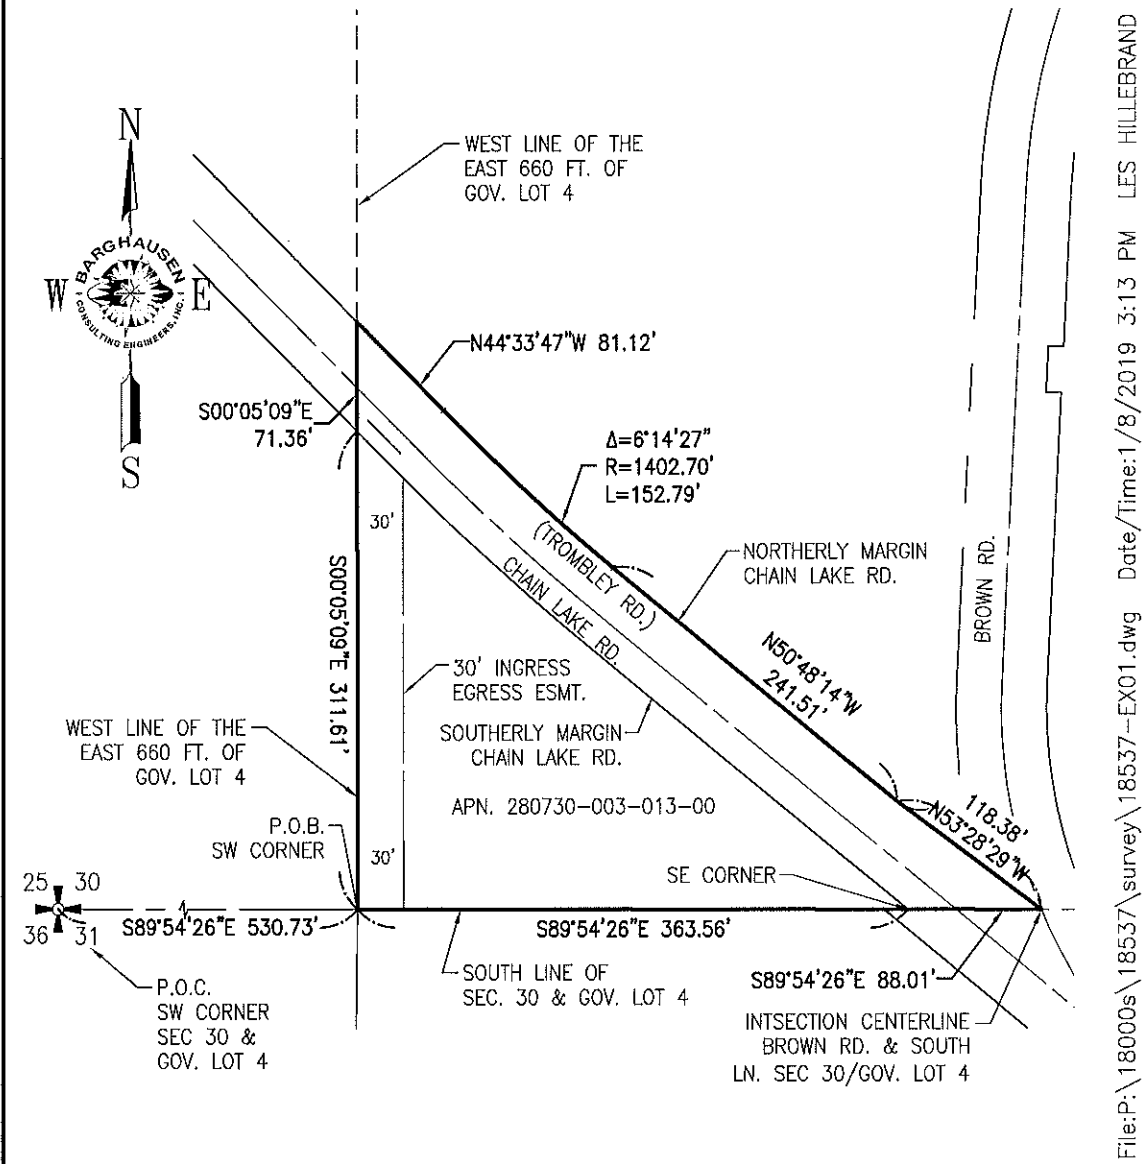 WEST LINE OF THE
EAST 660 FT. OF
GOV. LOT 4
N
W
E
S
BARGHAUSEN
CONSULTING ENGINEERS, INC.
N44°33'47"W 81.12'
S00°05'09"E
71.36'
Δ=6°14'27"
R=1402.70'
L=152.79'
30'
(TROMBLEY RD.)
CHAIN LAKE RD.
NORTHERLY MARGIN
CHAIN LAKE RD.
BROWN RD.
S00°05'09"E 311.61'
30' INGRESS
EGRESS ESMT.
N50°48'14"W
241.51'
SOUTHERLY MARGIN
CHAIN LAKE RD.
WEST LINE OF THE
EAST 660 FT. OF
GOV. LOT 4
APN. 280730-003-013-00
118.38'
N53°28'29"W
P.O.B.
SW CORNER
30'
SE CORNER
25 30
36 31
S89°54'26"E 530.73'
S89°54'26"E 363.56'
P.O.C.
SW CORNER
SEC 30 &
GOV. LOT 4
SOUTH LINE OF
SEC. 30 & GOV. LOT 4
S89°54'26"E 88.01'
INTSECTION CENTERLINE
BROWN RD. & SOUTH
LN. SEC 30/GOV. LOT 4
File:P:\18000s\18537\survey\18537-EX01.dwg Date/Time:1/8/2019 3:13 PM LES HILLEBRAND